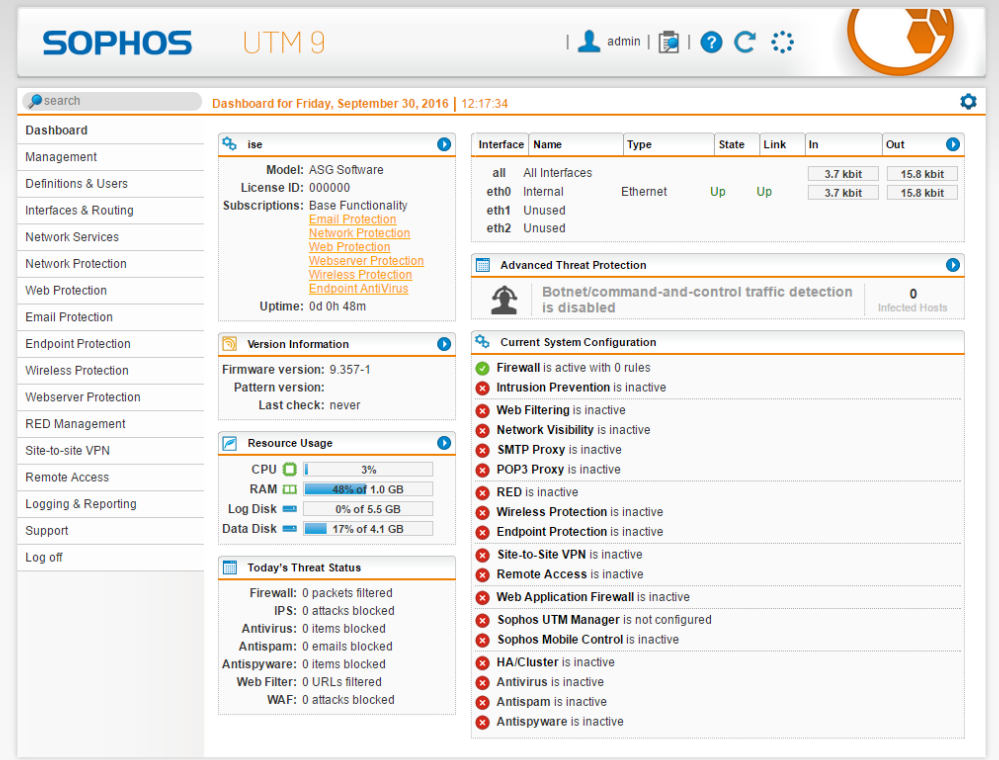 SOPHOS UTM 9
| admin | | ?
search
Dashboard for Friday, September 30, 2016 | 12:17:34
Dashboard
Management
Definitions & Users
Interfaces & Routing
Network Services
Network Protection
Web Protection
Email Protection
Endpoint Protection
Wireless Protection
Webserver Protection
RED Management
Site-to-site VPN
Remote Access
Logging & Reporting
Support
Log off
ise
Model: ASG Software
License ID: 000000
Subscriptions: Base Functionality
Email Protection
Network Protection
Web Protection
Webserver Protection
Wireless Protection
Endpoint AntiVirus
Uptime: 0d 0h 48m
Version Information
Firmware version: 9.357-1
Pattern version:
Last check: never
Resource Usage
CPU 3%
RAM 48% of 1.0 GB
Log Disk 0% of 5.5 GB
Data Disk 17% of 4.1 GB
Today's Threat Status
Firewall: 0 packets filtered
IPS: 0 attacks blocked
Antivirus: 0 items blocked
Antispam: 0 emails blocked
Antispyware: 0 items blocked
Web Filter: 0 URLs filtered
WAF: 0 attacks blocked
Interface Name Type State Link In Out
all All Interfaces 3.7 kbit 15.8 kbit
eth0 Internal Ethernet Up Up 3.7 kbit 15.8 kbit
eth1 Unused
eth2 Unused
Advanced Threat Protection
Botnet/command-and-control traffic detection
is disabled
0
Infected Hosts
Current System Configuration
Firewall is active with 0 rules
Intrusion Prevention is inactive
Web Filtering is inactive
Network Visibility is inactive
SMTP Proxy is inactive
POP3 Proxy is inactive
RED is inactive
Wireless Protection is inactive
Endpoint Protection is inactive
Site-to-Site VPN is inactive
Remote Access is inactive
Web Application Firewall is inactive
Sophos UTM Manager is not configured
Sophos Mobile Control is inactive
HA/Cluster is inactive
Antivirus is inactive
Antispam is inactive
Antispyware is inactive